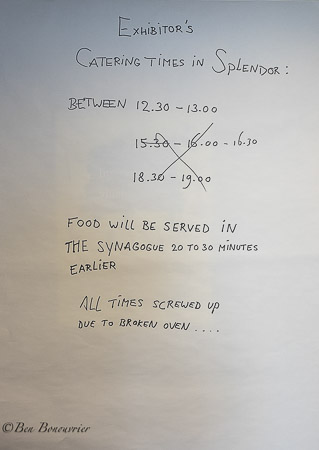 EXHIBITOR'S
CATERING TIMES IN SPLENDOR:
BETWEEN 12.30 - 13.00
15.30 - 16.00 - 16.30
18.30 - 19.00
FOOD WILL BE SERVED IN
THE SYNAGOGUE 20 TO 30 MINUTES
EARLIER
ALL TIMES SCREWED UP
DUE TO BROKEN OVEN ....
©Ben Bonouvrier